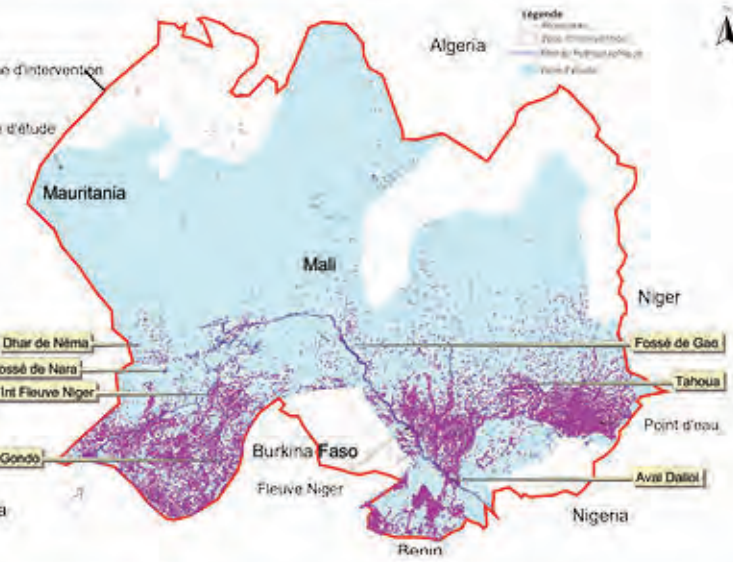 Légende
Algeria
e d'intervention
e d'étude
Mauritania
Mali
Niger
Dhar de Néma
Fossé de Gao
ossé de Nara
Tahoua
Int Fleuve Niger
Point d'eau
Burkina Faso
Gondo
Aval Dallol
Fleuve Niger
Nigeria
a
Benin